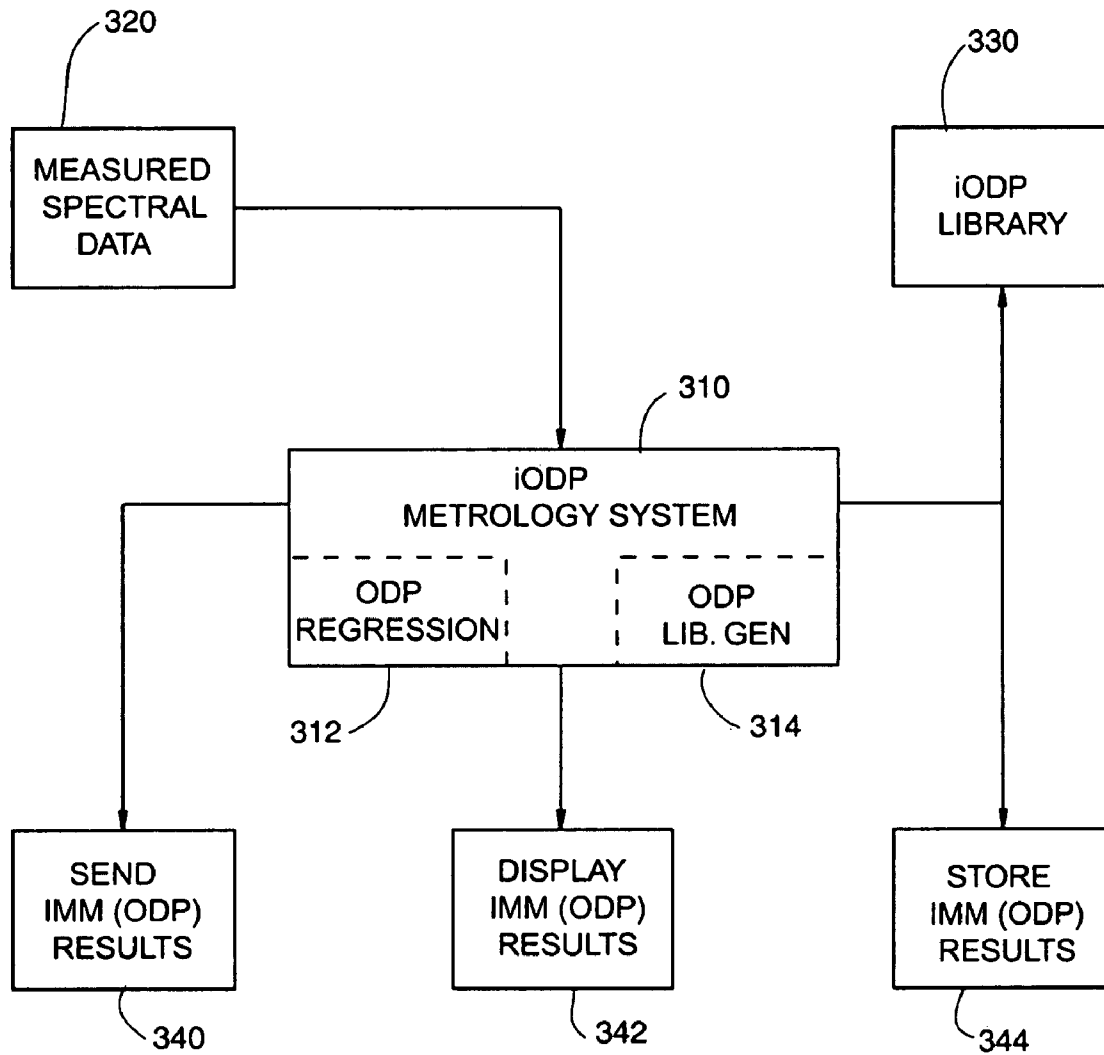 320
330
MEASURED
SPECTRAL
DATA
iODP
LIBRARY
310
iODP
METROLOGY SYSTEM
ODP
REGRESSION
ODP
LIB. GEN
312
314
SEND
IMM (ODP)
RESULTS
DISPLAY
IMM (ODP)
RESULTS
STORE
IMM (ODP)
RESULTS
340
342
344